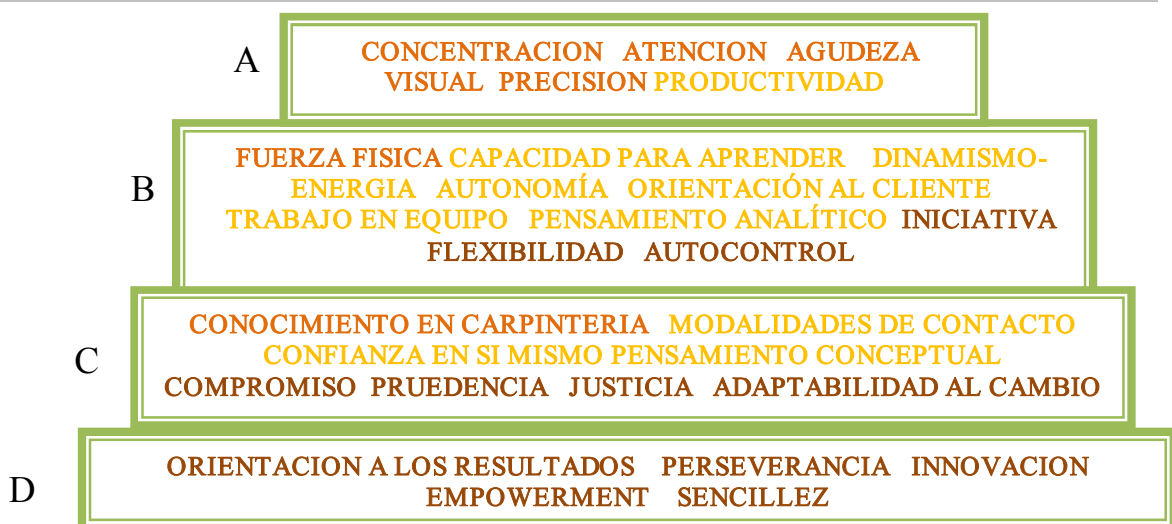 A
CONCENTRACION ATENCION AGUDEZA
VISUAL PRECISION PRODUCTIVIDAD
B
FUERZA FISICA CAPACIDAD PARA APRENDER DINAMISMO-
ENERGIA AUTONOMÍA ORIENTACIÓN AL CLIENTE
TRABAJO EN EQUIPO PENSAMIENTO ANALÍTICO INICIATIVA
FLEXIBILIDAD AUTOCONTROL
C
CONOCIMIENTO EN CARPINTERIA MODALIDADES DE CONTACTO
CONFIANZA EN SI MISMO PENSAMIENTO CONCEPTUAL
COMPROMISO PRUEDENCIA JUSTICIA ADAPTABILIDAD AL CAMBIO
D
ORIENTACION A LOS RESULTADOS PERSEVERANCIA INNOVACION
EMPOWERMENT SENCILLEZ